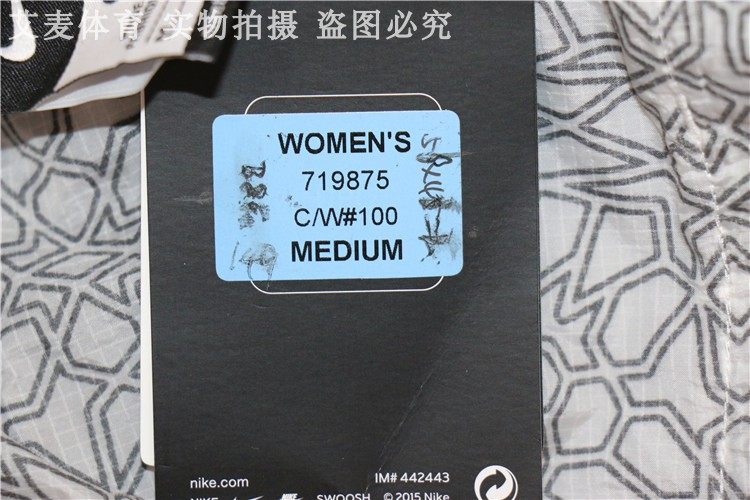 艾麦体育 实物拍摄 盗图必究
WOMEN'S
719875
C/W#100
MEDIUM
nike.com
IM# 442443
NIKE
SWOOSH
© 2015 Nike